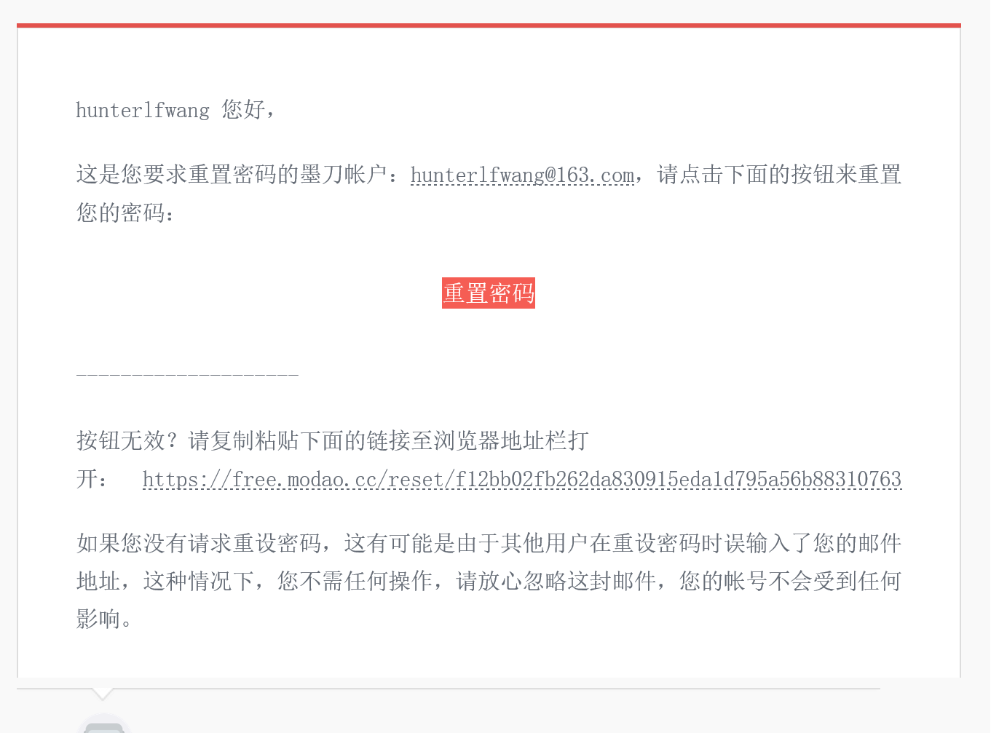 hunterlfwang 您好，
这是您要求重置密码的墨刀帐户：hunterlfwang@163.com，请点击下面的按钮来重置
您的密码：
重置密码
--------------------
按钮无效？请复制粘贴下面的链接至浏览器地址栏打
开： https://free.modao.cc/reset/f12bb02fb262da830915eda1d795a56b88310763
如果您没有请求重设密码，这有可能是由于其他用户在重设密码时误输入了您的邮件
地址，这种情况下，您不需任何操作，请放心忽略这封邮件，您的帐号不会受到任何
影响。